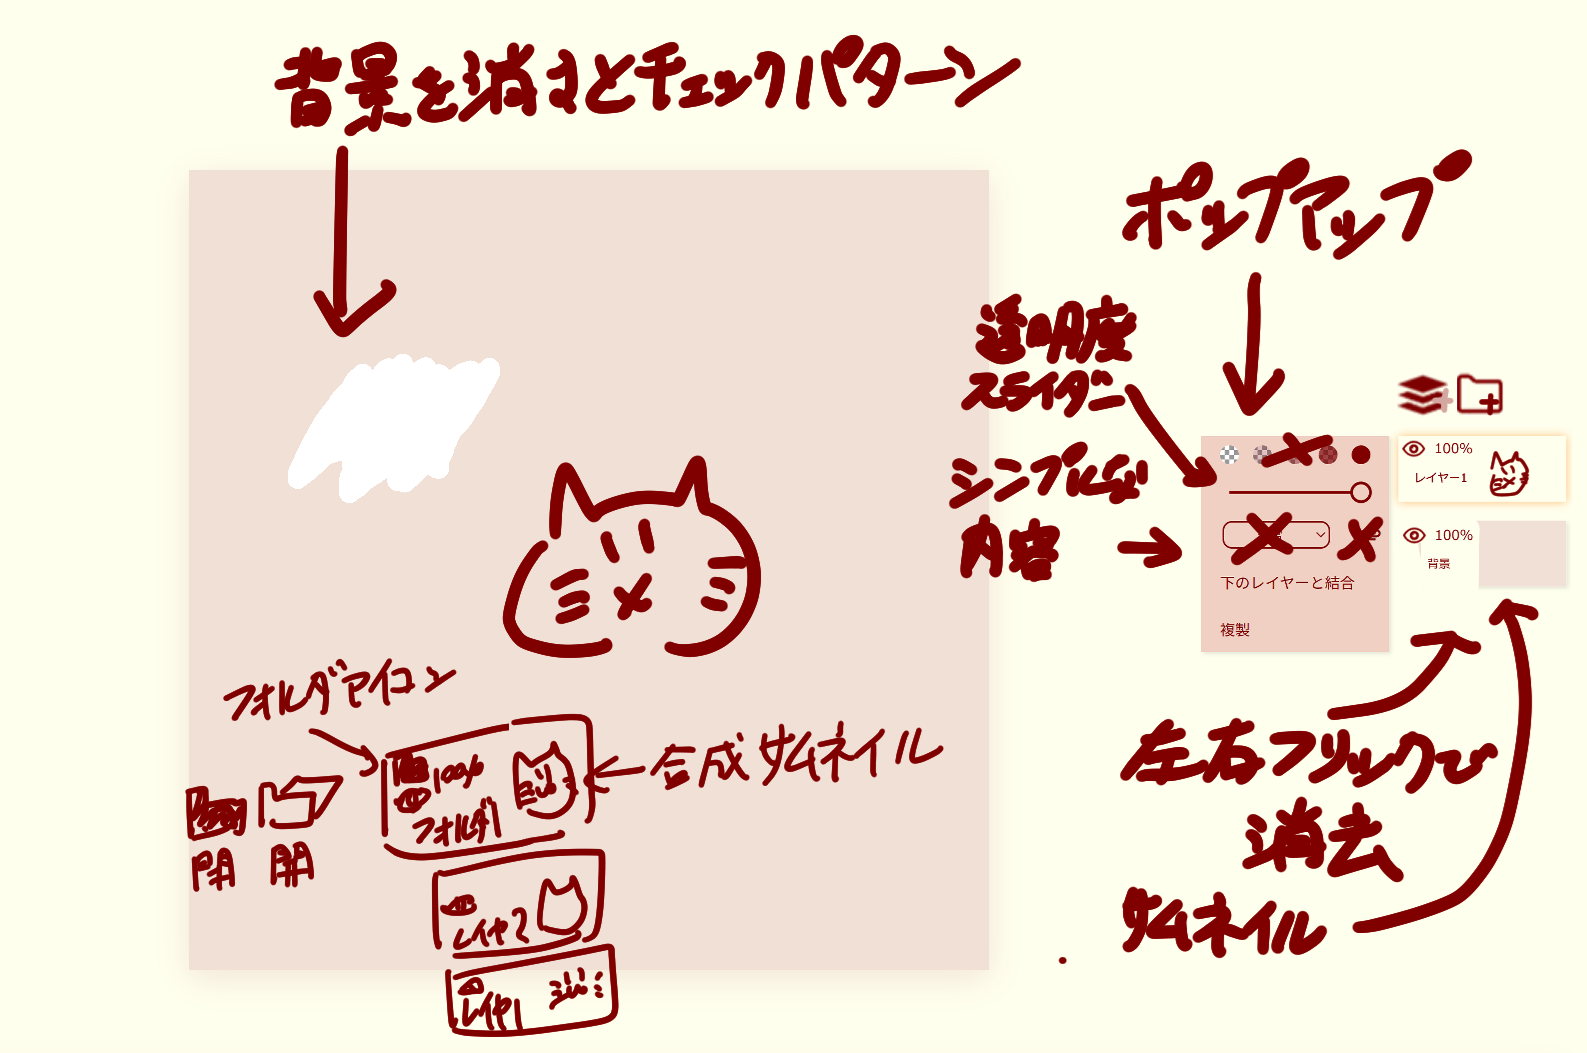 背景を消すとチェックパターン
ポップアップ
透明度
スライダー
シンプルな
内容
100%
レイヤー1
100%
背景
下のレイヤーと結合
複製
左右フリックで
消去
サムネイル
フォルダアイコン
100%
フォルダ1
合成サムネイル
閉 開
レイヤ2
レイヤ1